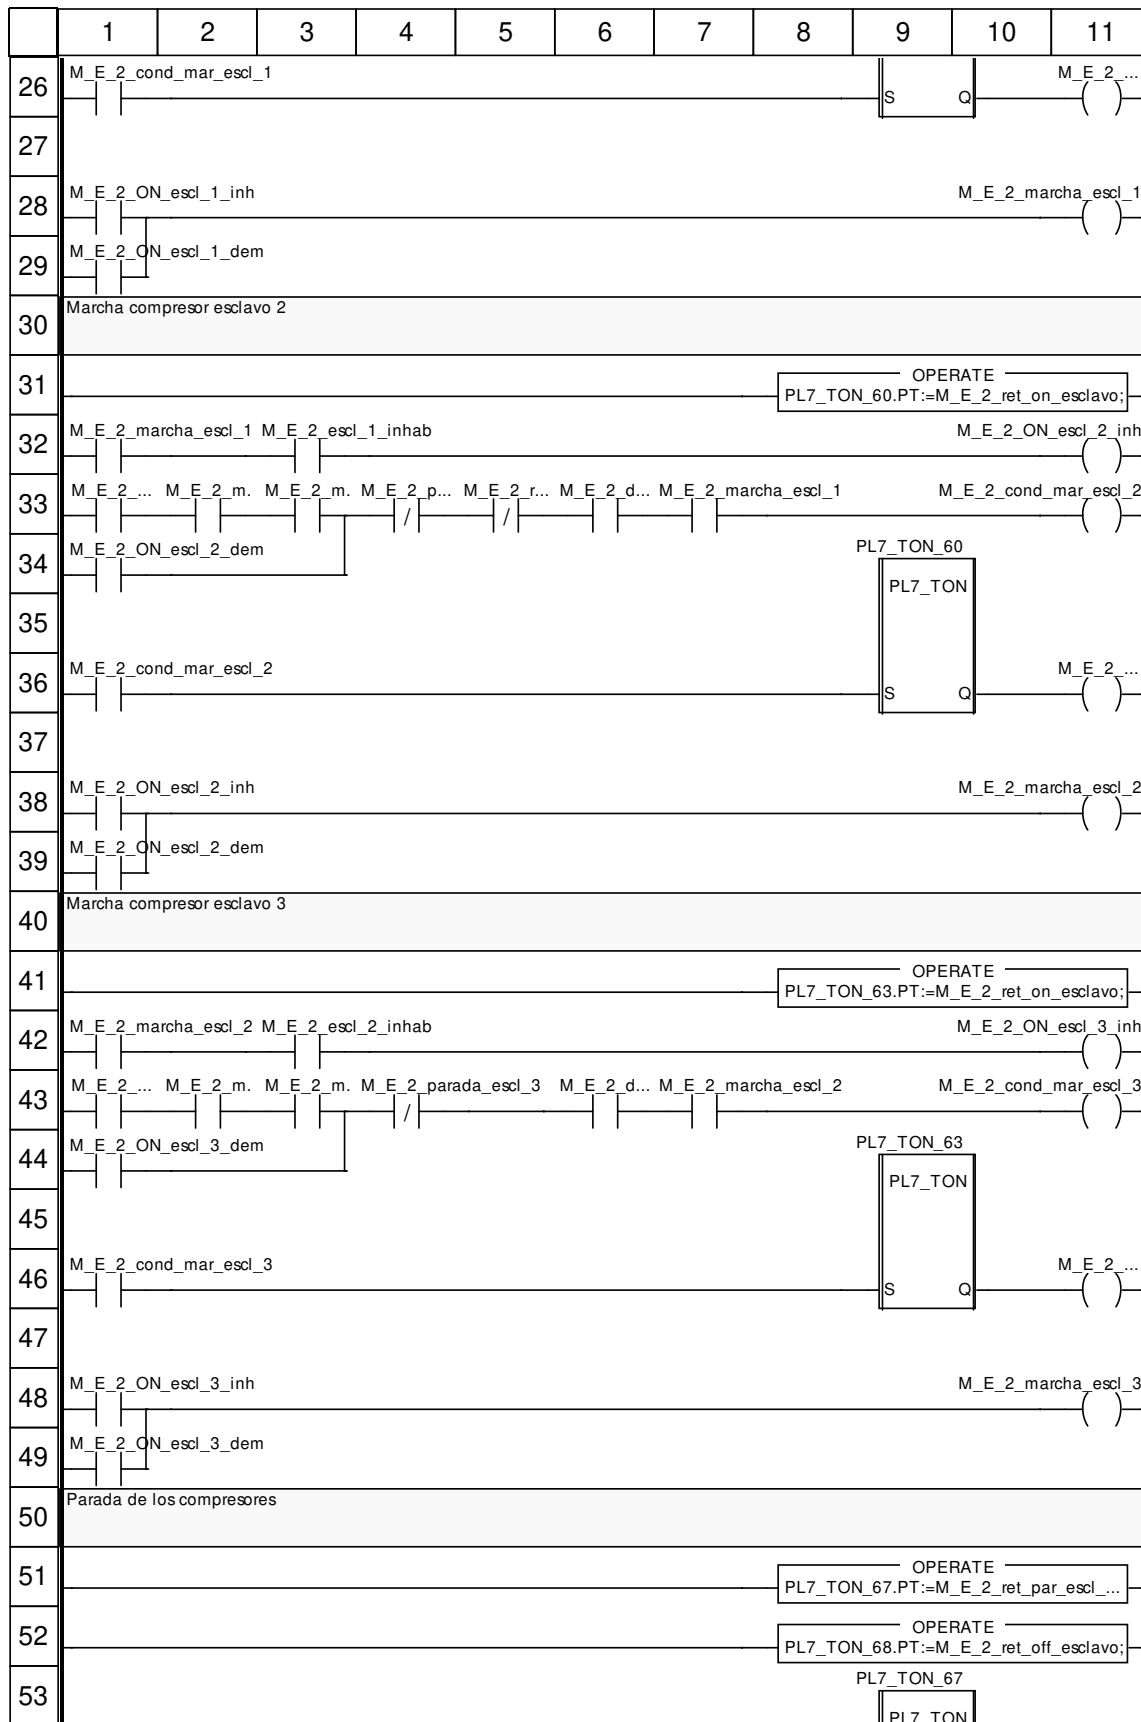 1 2 3 4 5 6 7 8 9 10 11
26 M_E_2_cond_mar_escl_1 S Q M_E_2_...
27
28 M_E_2_ON_escl_1_inh M_E_2_marcha_escl_1
29 M_E_2_ON_escl_1_dem
30 Marcha compresor esclavo 2
31 OPERATE
PL7_TON_60.PT:=M_E_2_ret_on_esclavo;
32 M_E_2_marcha_escl_1 M_E_2_escl_1_inhab M_E_2_ON_escl_2_inh
33 M_E_2_... M_E_2_m. M_E_2_m. M_E_2_p... M_E_2_r... M_E_2_d... M_E_2_marcha_escl_1 M_E_2_cond_mar_escl_2
34 M_E_2_ON_escl_2_dem PL7_TON_60
PL7_TON
35
36 M_E_2_cond_mar_escl_2 S Q M_E_2_...
37
38 M_E_2_ON_escl_2_inh M_E_2_marcha_escl_2
39 M_E_2_ON_escl_2_dem
40 Marcha compresor esclavo 3
41 OPERATE
PL7_TON_63.PT:=M_E_2_ret_on_esclavo;
42 M_E_2_marcha_escl_2 M_E_2_escl_2_inhab M_E_2_ON_escl_3_inh
43 M_E_2_... M_E_2_m. M_E_2_m. M_E_2_parada_escl_3 M_E_2_d... M_E_2_marcha_escl_2 M_E_2_cond_mar_escl_3
44 M_E_2_ON_escl_3_dem PL7_TON_63
PL7_TON
45
46 M_E_2_cond_mar_escl_3 S Q M_E_2_...
47
48 M_E_2_ON_escl_3_inh M_E_2_marcha_escl_3
49 M_E_2_ON_escl_3_dem
50 Parada de los compresores
51 OPERATE
PL7_TON_67.PT:=M_E_2_ret_par_escl_...
52 OPERATE
PL7_TON_68.PT:=M_E_2_ret_off_esclavo;
53 PL7_TON_67
PL7_TON